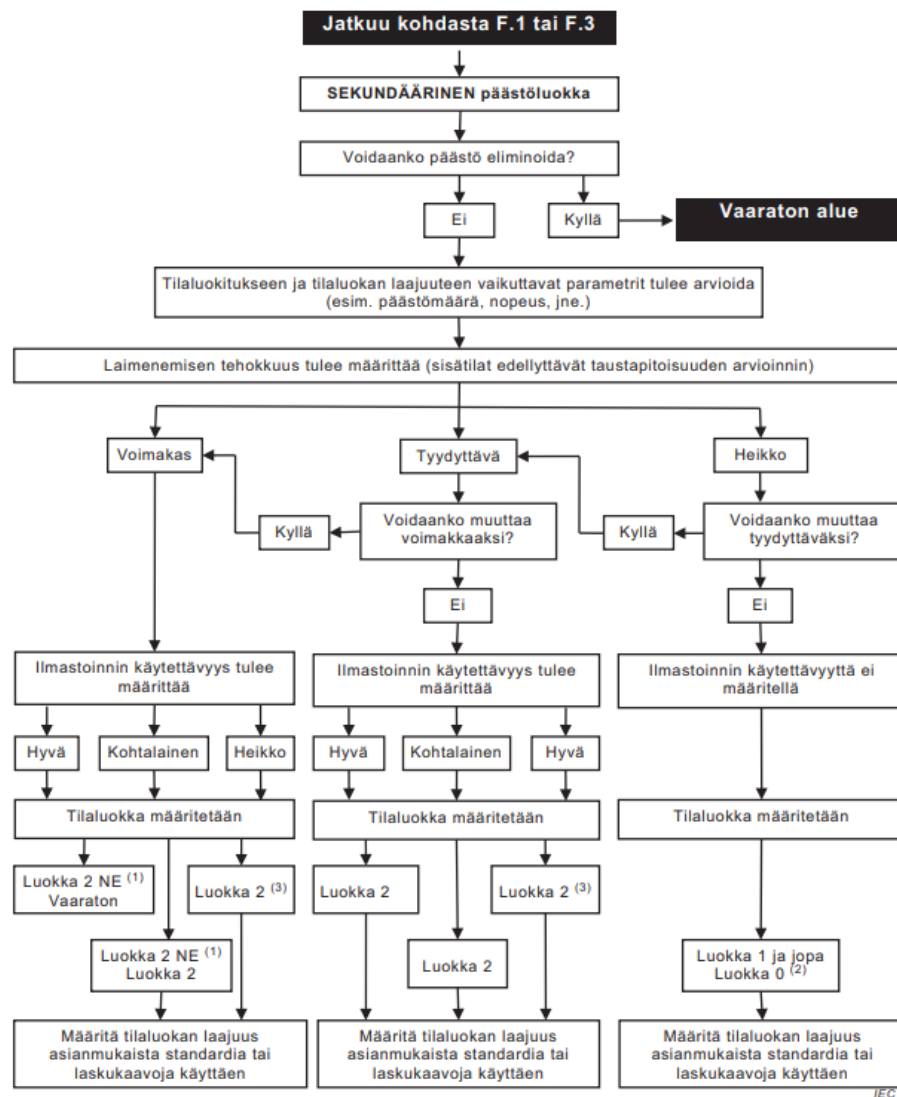 Jatkuu kohdasta F.1 tai F.3
SEKUNDÄÄRINEN päästöluokka
Voidaanko päästö eliminoida?
Ei
Kyllä
Vaaraton alue
Tilaluokitukseen ja tilaluokan laajuuteen vaikuttavat parametrit tulee arvioida
(esim. päästömäärä, nopeus, jne.)
Laimenemisen tehokkuus tulee määrittää (sisätilat edellyttävät taustapitoisuuden arvioinnin)
Voimakas
Tyydyttävä
Heikko
Kyllä
Voidaanko muuttaa
voimakkaaksi?
Kyllä
Voidaanko muuttaa
tyydyttäväksi?
Ei
Ei
Ilmastoinnin käytettävyys tulee
määrittää
Ilmastoinnin käytettävyys tulee
määrittää
Ilmastoinnin käytettävyyttä ei
määritellä
Hyvä
Kohtalainen
Heikko
Hyvä
Kohtalainen
Hyvä
Tilaluokka määritetään
Tilaluokka määritetään
Tilaluokka määritetään
Luokka 2 NE (1)
Vaaraton
Luokka 2 (3)
Luokka 2
Luokka 2 (3)
Luokka 2 NE (1)
Luokka 2
Luokka 2
Luokka 1 ja jopa
Luokka 0 (2)
Määritä tilaluokan laajuus
asianmukaista standardia tai
laskukaavoja käyttäen
Määritä tilaluokan laajuus
asianmukaista standardia tai
laskukaavoja käyttäen
Määritä tilaluokan laajuus
asianmukaista standardia tai
laskukaavoja käyttäen
IEC